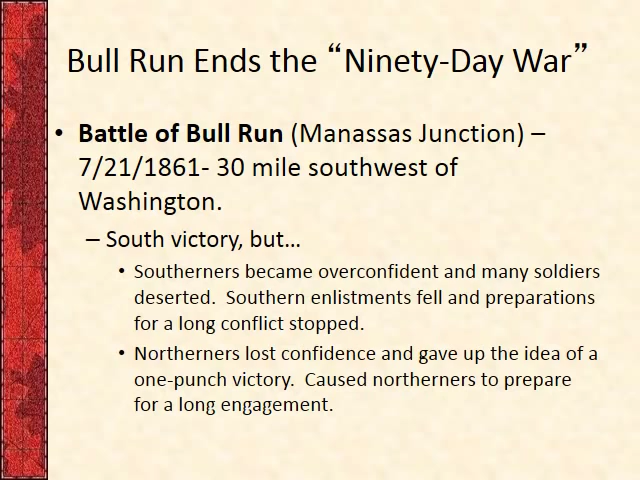 Bull Run Ends the “Ninety-Day War”
• Battle of Bull Run (Manassas Junction) –
7/21/1861- 30 mile southwest of
Washington.
– South victory, but…
• Southerners became overconfident and many soldiers
deserted.  Southern enlistments fell and preparations
for a long conflict stopped.
• Northerners lost confidence and gave up the idea of a
one-punch victory.  Caused northerners to prepare
for a long engagement.